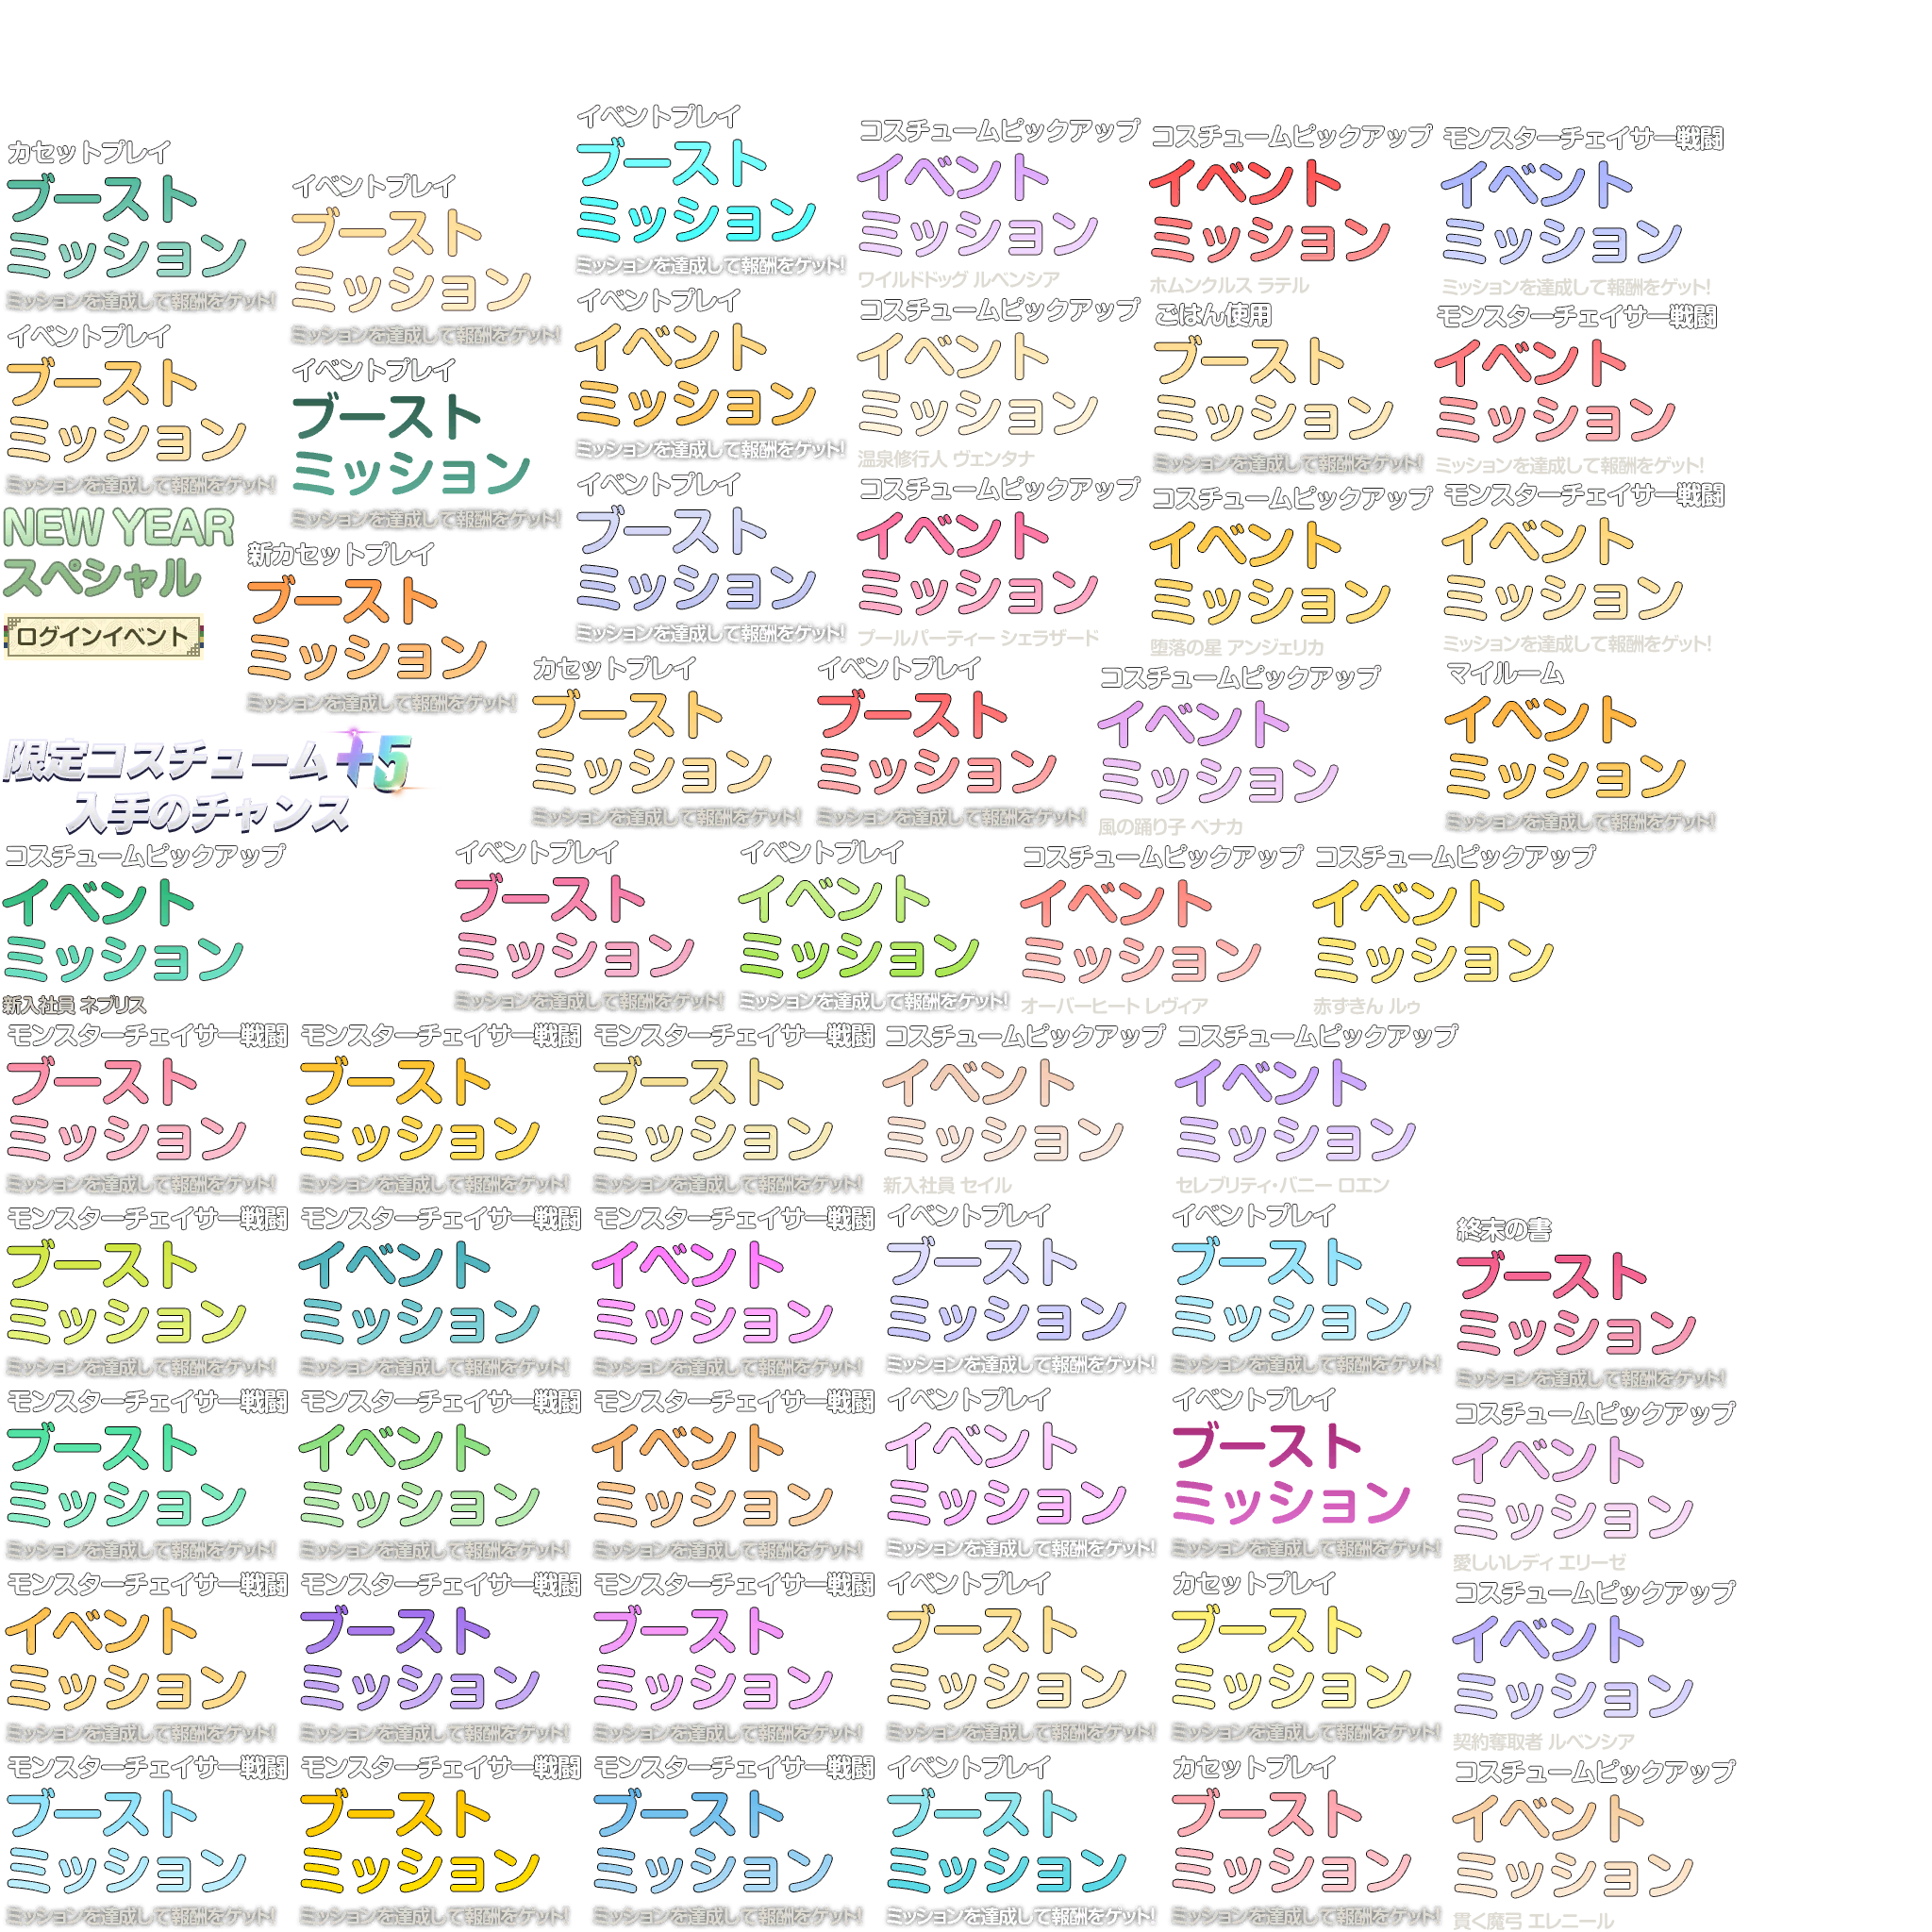 カセットプレイ
ブースト
ミッション
ミッションを達成して報酬をゲット!
イベントプレイ
ブースト
ミッション
ミッションを達成して報酬をゲット!
NEW YEAR
スペシャル
ログインイベント
イベントプレイ
ブースト
ミッション
ミッションを達成して報酬をゲット!
イベントプレイ
ブースト
ミッション
ミッションを達成して報酬をゲット!
新カセットプレイ
ブースト
ミッション
ミッションを達成して報酬をゲット!
イベントプレイ
ブースト
ミッション
ミッションを達成して報酬をゲット!
イベントプレイ
イベント
ミッション
ミッションを達成して報酬をゲット!
イベントプレイ
ブースト
ミッション
ミッションを達成して報酬をゲット!
コスチュームピックアップ
イベント
ミッション
ワイルドドッグ ルベンシア
コスチュームピックアップ
イベント
ミッション
温泉修行人 ヴェンタナ
コスチュームピックアップ
イベント
ミッション
プールパーティー シェラザード
コスチュームピックアップ
イベント
ミッション
ホムンクルス ラテル
ごはん使用
ブースト
ミッション
ミッションを達成して報酬をゲット!
コスチュームピックアップ
イベント
ミッション
堕落の星 アンジェリカ
モンスターチェイサー戦闘
イベント
ミッション
ミッションを達成して報酬をゲット!
モンスターチェイサー戦闘
イベント
ミッション
ミッションを達成して報酬をゲット!
モンスターチェイサー戦闘
イベント
ミッション
ミッションを達成して報酬をゲット!
限定コスチューム+5
入手のチャンス
カセットプレイ
ブースト
ミッション
ミッションを達成して報酬をゲット!
イベントプレイ
ブースト
ミッション
ミッションを達成して報酬をゲット!
コスチュームピックアップ
イベント
ミッション
風の踊り子 ベナカ
マイルーム
イベント
ミッション
ミッションを達成して報酬をゲット!
コスチュームピックアップ
イベント
ミッション
新入社員 ネブリス
イベントプレイ
ブースト
ミッション
ミッションを達成して報酬をゲット!
イベントプレイ
イベント
ミッション
ミッションを達成して報酬をゲット!
コスチュームピックアップ
イベント
ミッション
オーバーヒート レヴィア
コスチュームピックアップ
イベント
ミッション
赤ずきん ルゥ
モンスターチェイサー戦闘
ブースト
ミッション
ミッションを達成して報酬をゲット!
モンスターチェイサー戦闘
ブースト
ミッション
ミッションを達成して報酬をゲット!
モンスターチェイサー戦闘
ブースト
ミッション
ミッションを達成して報酬をゲット!
コスチュームピックアップ
イベント
ミッション
新入社員 セイル
コスチュームピックアップ
イベント
ミッション
セレブリティ・バニー ロエン
モンスターチェイサー戦闘
ブースト
ミッション
ミッションを達成して報酬をゲット!
モンスターチェイサー戦闘
イベント
ミッション
ミッションを達成して報酬をゲット!
モンスターチェイサー戦闘
イベント
ミッション
ミッションを達成して報酬をゲット!
イベントプレイ
ブースト
ミッション
ミッションを達成して報酬をゲット!
イベントプレイ
ブースト
ミッション
ミッションを達成して報酬をゲット!
終末の書
ブースト
ミッション
ミッションを達成して報酬をゲット!
モンスターチェイサー戦闘
ブースト
ミッション
ミッションを達成して報酬をゲット!
モンスターチェイサー戦闘
イベント
ミッション
ミッションを達成して報酬をゲット!
モンスターチェイサー戦闘
イベント
ミッション
ミッションを達成して報酬をゲット!
イベントプレイ
イベント
ミッション
ミッションを達成して報酬をゲット!
イベントプレイ
ブースト
ミッション
ミッションを達成して報酬をゲット!
コスチュームピックアップ
イベント
ミッション
愛しいレディ エリーゼ
モンスターチェイサー戦闘
イベント
ミッション
ミッションを達成して報酬をゲット!
モンスターチェイサー戦闘
ブースト
ミッション
ミッションを達成して報酬をゲット!
モンスターチェイサー戦闘
ブースト
ミッション
ミッションを達成して報酬をゲット!
イベントプレイ
ブースト
ミッション
ミッションを達成して報酬をゲット!
カセットプレイ
ブースト
ミッション
ミッションを達成して報酬をゲット!
コスチュームピックアップ
イベント
ミッション
契約奪取者 ルベンシア
モンスターチェイサー戦闘
ブースト
ミッション
ミッションを達成して報酬をゲット!
モンスターチェイサー戦闘
ブースト
ミッション
ミッションを達成して報酬をゲット!
モンスターチェイサー戦闘
ブースト
ミッション
ミッションを達成して報酬をゲット!
イベントプレイ
ブースト
ミッション
ミッションを達成して報酬をゲット!
カセットプレイ
ブースト
ミッション
ミッションを達成して報酬をゲット!
コスチュームピックアップ
イベント
ミッション
貫く魔弓 エレニール